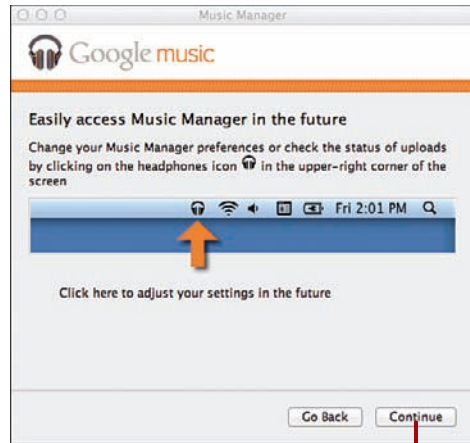 Music Manager
Google music
Easily access Music Manager in the future
Change your Music Manager preferences or check the status of uploads
by clicking on the headphones icon in the upper-right corner of the
screen
Fri 2:01 PM
Click here to adjust your settings in the future
Go Back Continue